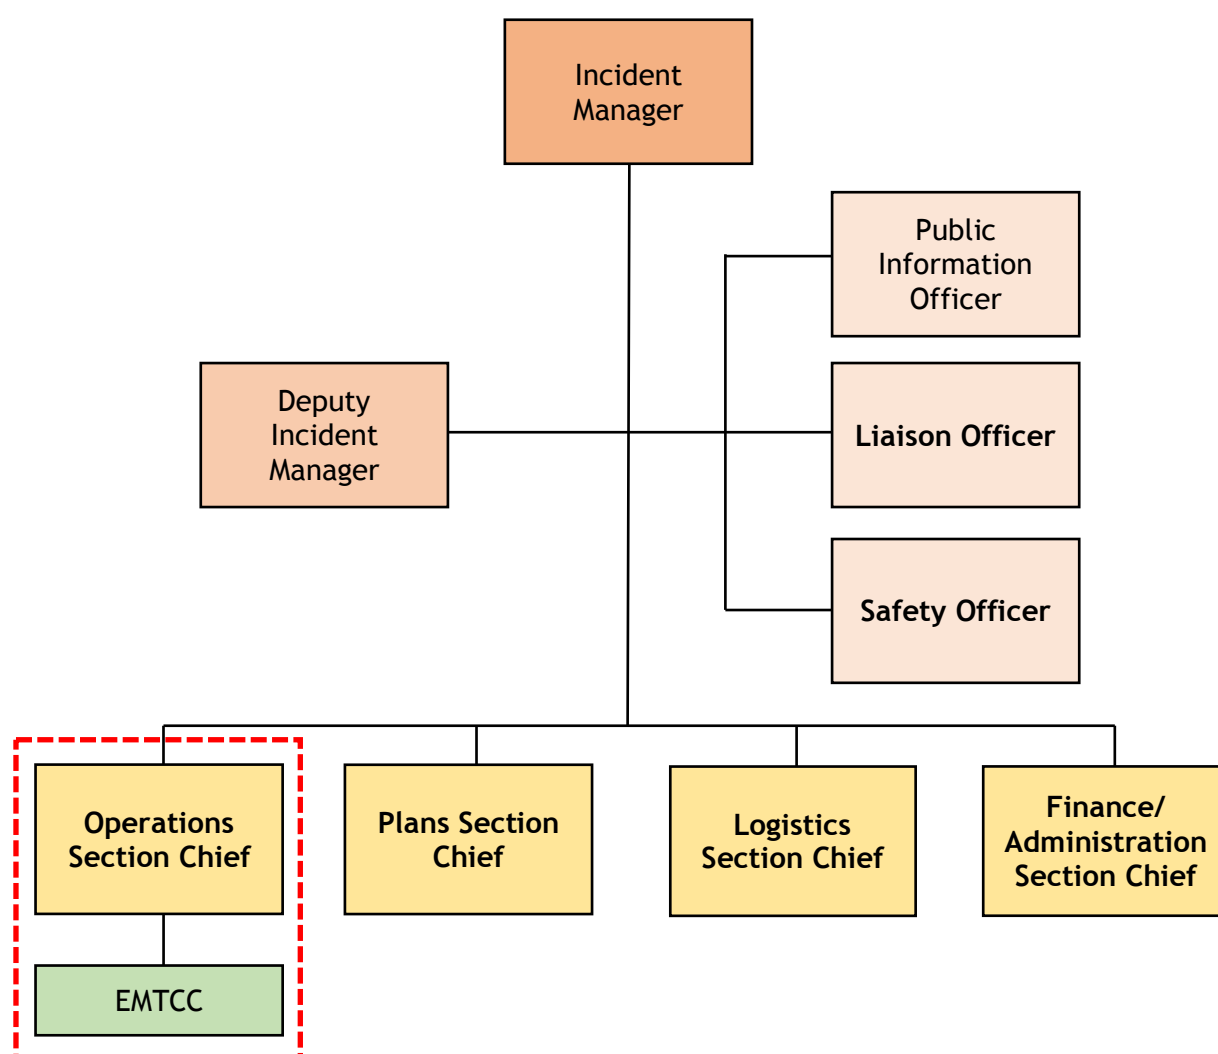 Incident
Manager
Public
Information
Officer
Deputy
Incident
Manager
Liaison Officer
Safety Officer
Operations
Section Chief
Plans Section
Chief
Logistics
Section Chief
Finance/
Administration
Section Chief
EMTCC